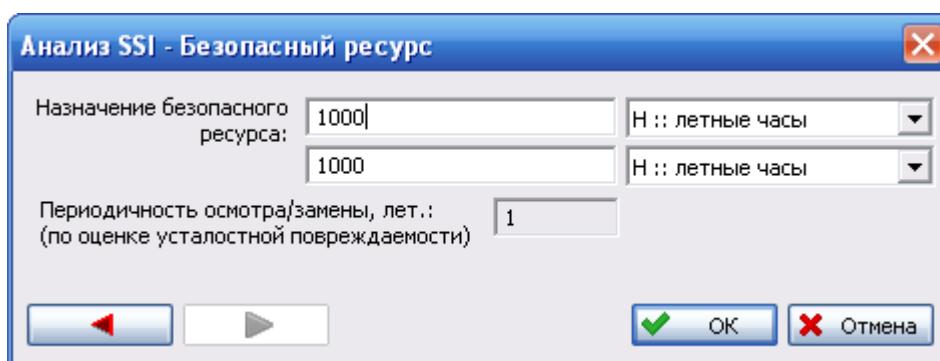 Анализ SSI - Безопасный ресурс
Назначение безопасного
ресурса:
1000
H :: летные часы
1000
H :: летные часы
Периодичность осмотра/замены, лет.:
(по оценке усталостной повреждаемости)
1
ОК
Отмена